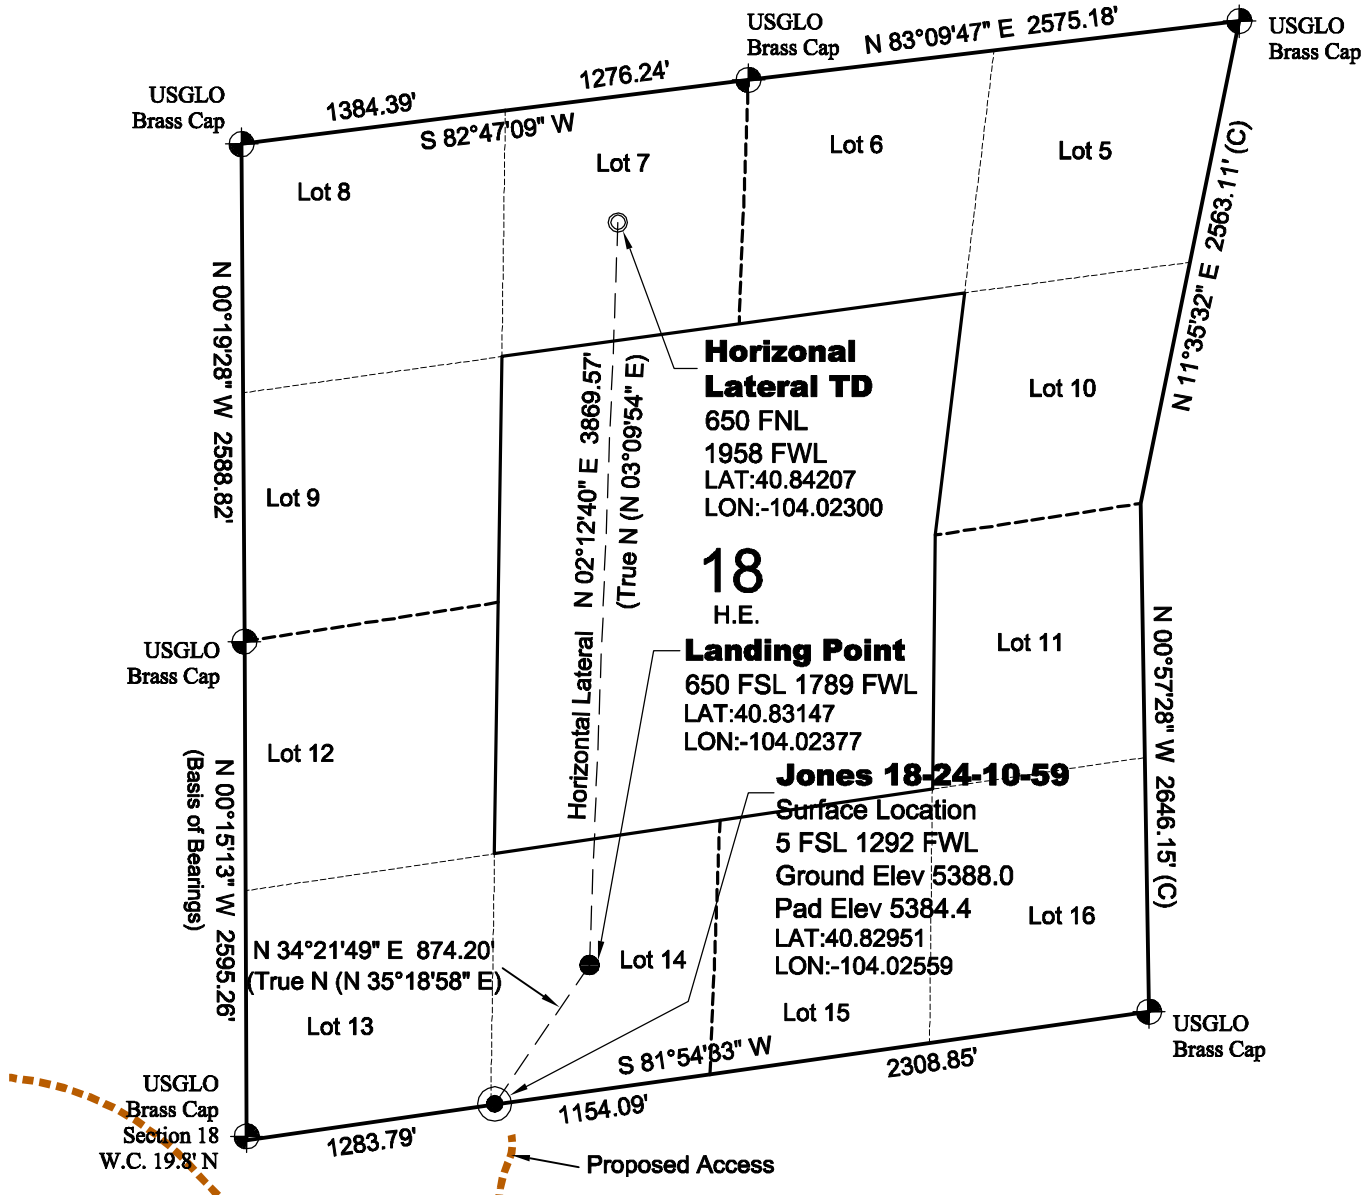 USGLO
Brass Cap
N 83°09'47" E 2575.18'
USGLO
Brass Cap
1276.24'
USGLO
Brass Cap
1384.39'
S 82°47'09" W
Lot 8
Lot 7
Lot 6
Lot 5
N 11°35'32" E 2563.11' (C)
N 00°19'28" W 2588.82'
Horizonal
Lateral TD
650 FNL
1958 FWL
LAT:40.84207
LON:-104.02300
Lot 10
Lot 9
Horizontal Lateral N 02°12'40" E 3869.57'
(True N (N 03°09'54" E)
18
H.E.
USGLO
Brass Cap
Landing Point
650 FSL 1789 FWL
LAT:40.83147
LON:-104.02377
Lot 11
N 00°57'28" W 2646.15' (C)
Lot 12
N 00°15'13" W 2595.26'
(Basis of Bearings)
Jones 18-24-10-59
Surface Location
5 FSL 1292 FWL
Ground Elev 5388.0
Pad Elev 5384.4
LAT:40.82951
LON:-104.02559
Lot 16
N 34°21'49" E 874.20'
(True N (N 35°18'58" E)
Lot 14
Lot 13
Lot 15
S 81°54'33" W
2308.85'
USGLO
Brass Cap
USGLO
Brass Cap
Section 18
W.C. 19.8' N
1283.79'
1154.09'
Proposed Access